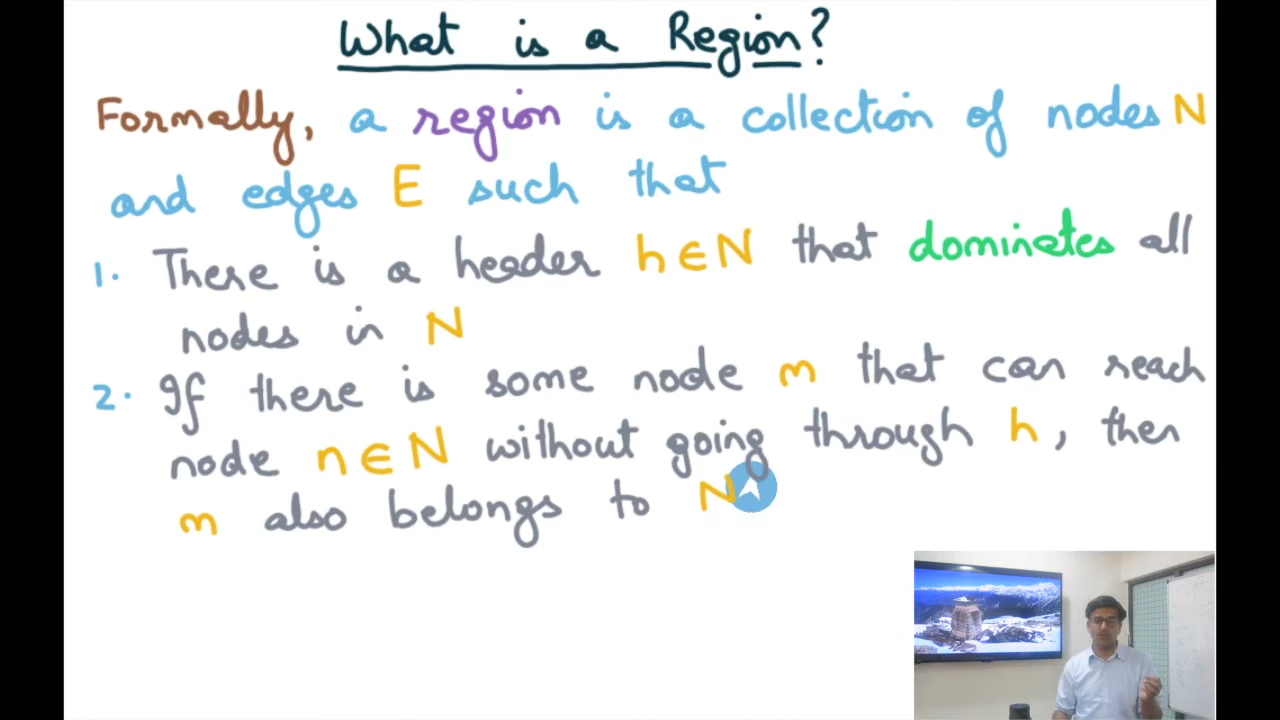 What is a Region?
Formally, a region is a collection of nodes N
and edges E such that
1. There is a header h ∈ N that dominates all
nodes in N
2. If there is some node m that can reach
node n ∈ N without going through h, then
m also belongs to N